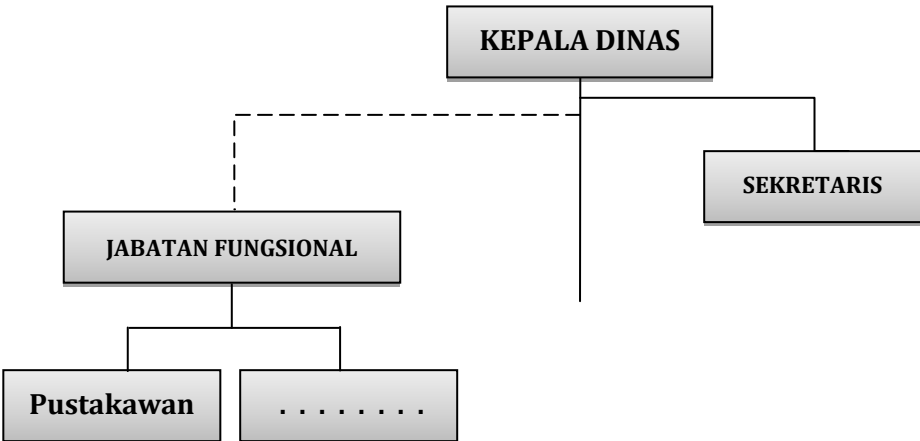 KEPALA DINAS
SEKRETARIS
JABATAN FUNGSIONAL
Pustakawan
. . . . . . . .